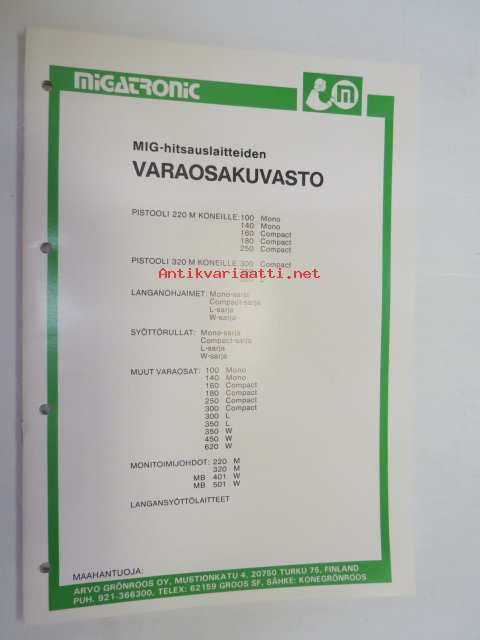 MiGATRONiC
m
MIG-hitsauslaitteiden
VARAOSAKUVASTO
PISTOOLI 220 M KONEILLE: 100 Mono
140 Mono
160 Compact
180 Compact
250 Compact
PISTOOLI 320 M KONEILLE: 300 Compact
Antikvariaatti.net
L
LANGANOHJAIMET: Mono-sarja
Compact-sarja
L-sarja
W-sarja
SYÖTTÖRULLAT: Mono-sarja
Compact-sarja
L-sarja
W-sarja
MUUT VARAOSAT: 100 Mono
140 Mono
160 Compact
180 Compact
250 Compact
300 Compact
300 L
350 L
350 W
450 W
620 W
MONITOIMIJOHDOT: 220 M
320 M
MB 401 W
MB 501 W
LANGANSYÖTTÖLAITTEET
MAAHANTUOJA:
ARVO GRÖNROOS OY, MUSTIONKATU 4, 20750 TURKU 75, FINLAND
PUH. 921-366300, TELEX: 62159 GROOS SF, SÄHKE: KONEGRÖNROOS